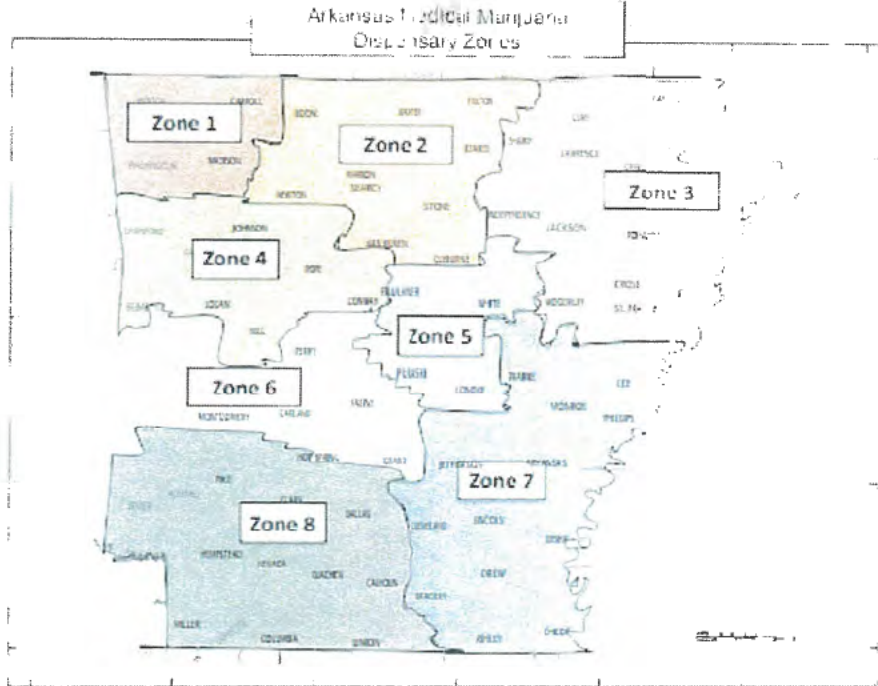 Arkansas Medical Marijuana
Dispensary Zones
CARROLL
Zone 1
MADISON
WASHINGTON
BOON
FULTON
Zone 2
MARION
SEARCY
NEWTON
STONE
VAN BUREN
CLEBURNE
SHARP
LAWRENCE
Zone 3
INDEPENDENCE
JACKSON
CROSS
WOODRUFF
CRAWFORD
JOHNSON
Zone 4
POPE
LOGAN
CONWAY
YELL
FAULKNER
WHITE
Zone 5
PULASKI
LONOKE
PERRY
Zone 6
MONTGOMERY
GARLAND
SALINE
HOT SPRING
GRANT
PRAIRIE
LEE
MONROE
PHILLIPS
JEFFERSON
ARKANSAS
Zone 7
CLEVELAND
LINCOLN
DESHA
DREW
BRADLEY
ASHLEY
CHICOT
PIKE
CLARK
Zone 8
DALLAS
HEMPSTEAD
NEVADA
OUACHITA
CALHOUN
MILLER
COLUMBIA
UNION